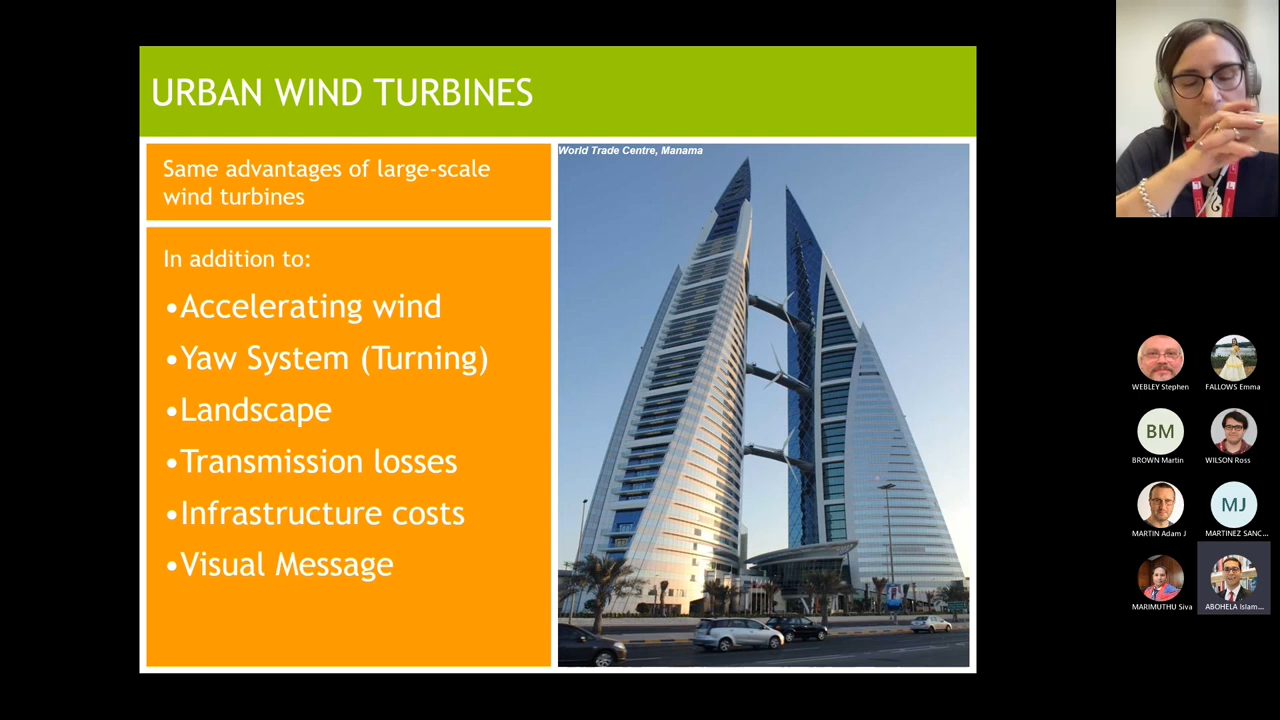 URBAN WIND TURBINES
Same advantages of large-scale
wind turbines
In addition to:
•Accelerating wind
•Yaw System (Turning)
•Landscape
•Transmission losses
•Infrastructure costs
•Visual Message
World Trade Centre, Manama
WEBLEY Stephen
FALLOWS Emma
BM
BROWN Martin
WILSON Ross
MARTIN Adam J
MJ
MARTINEZ SANC...
MARIMUTHU Siva
ABOHELA Islam...